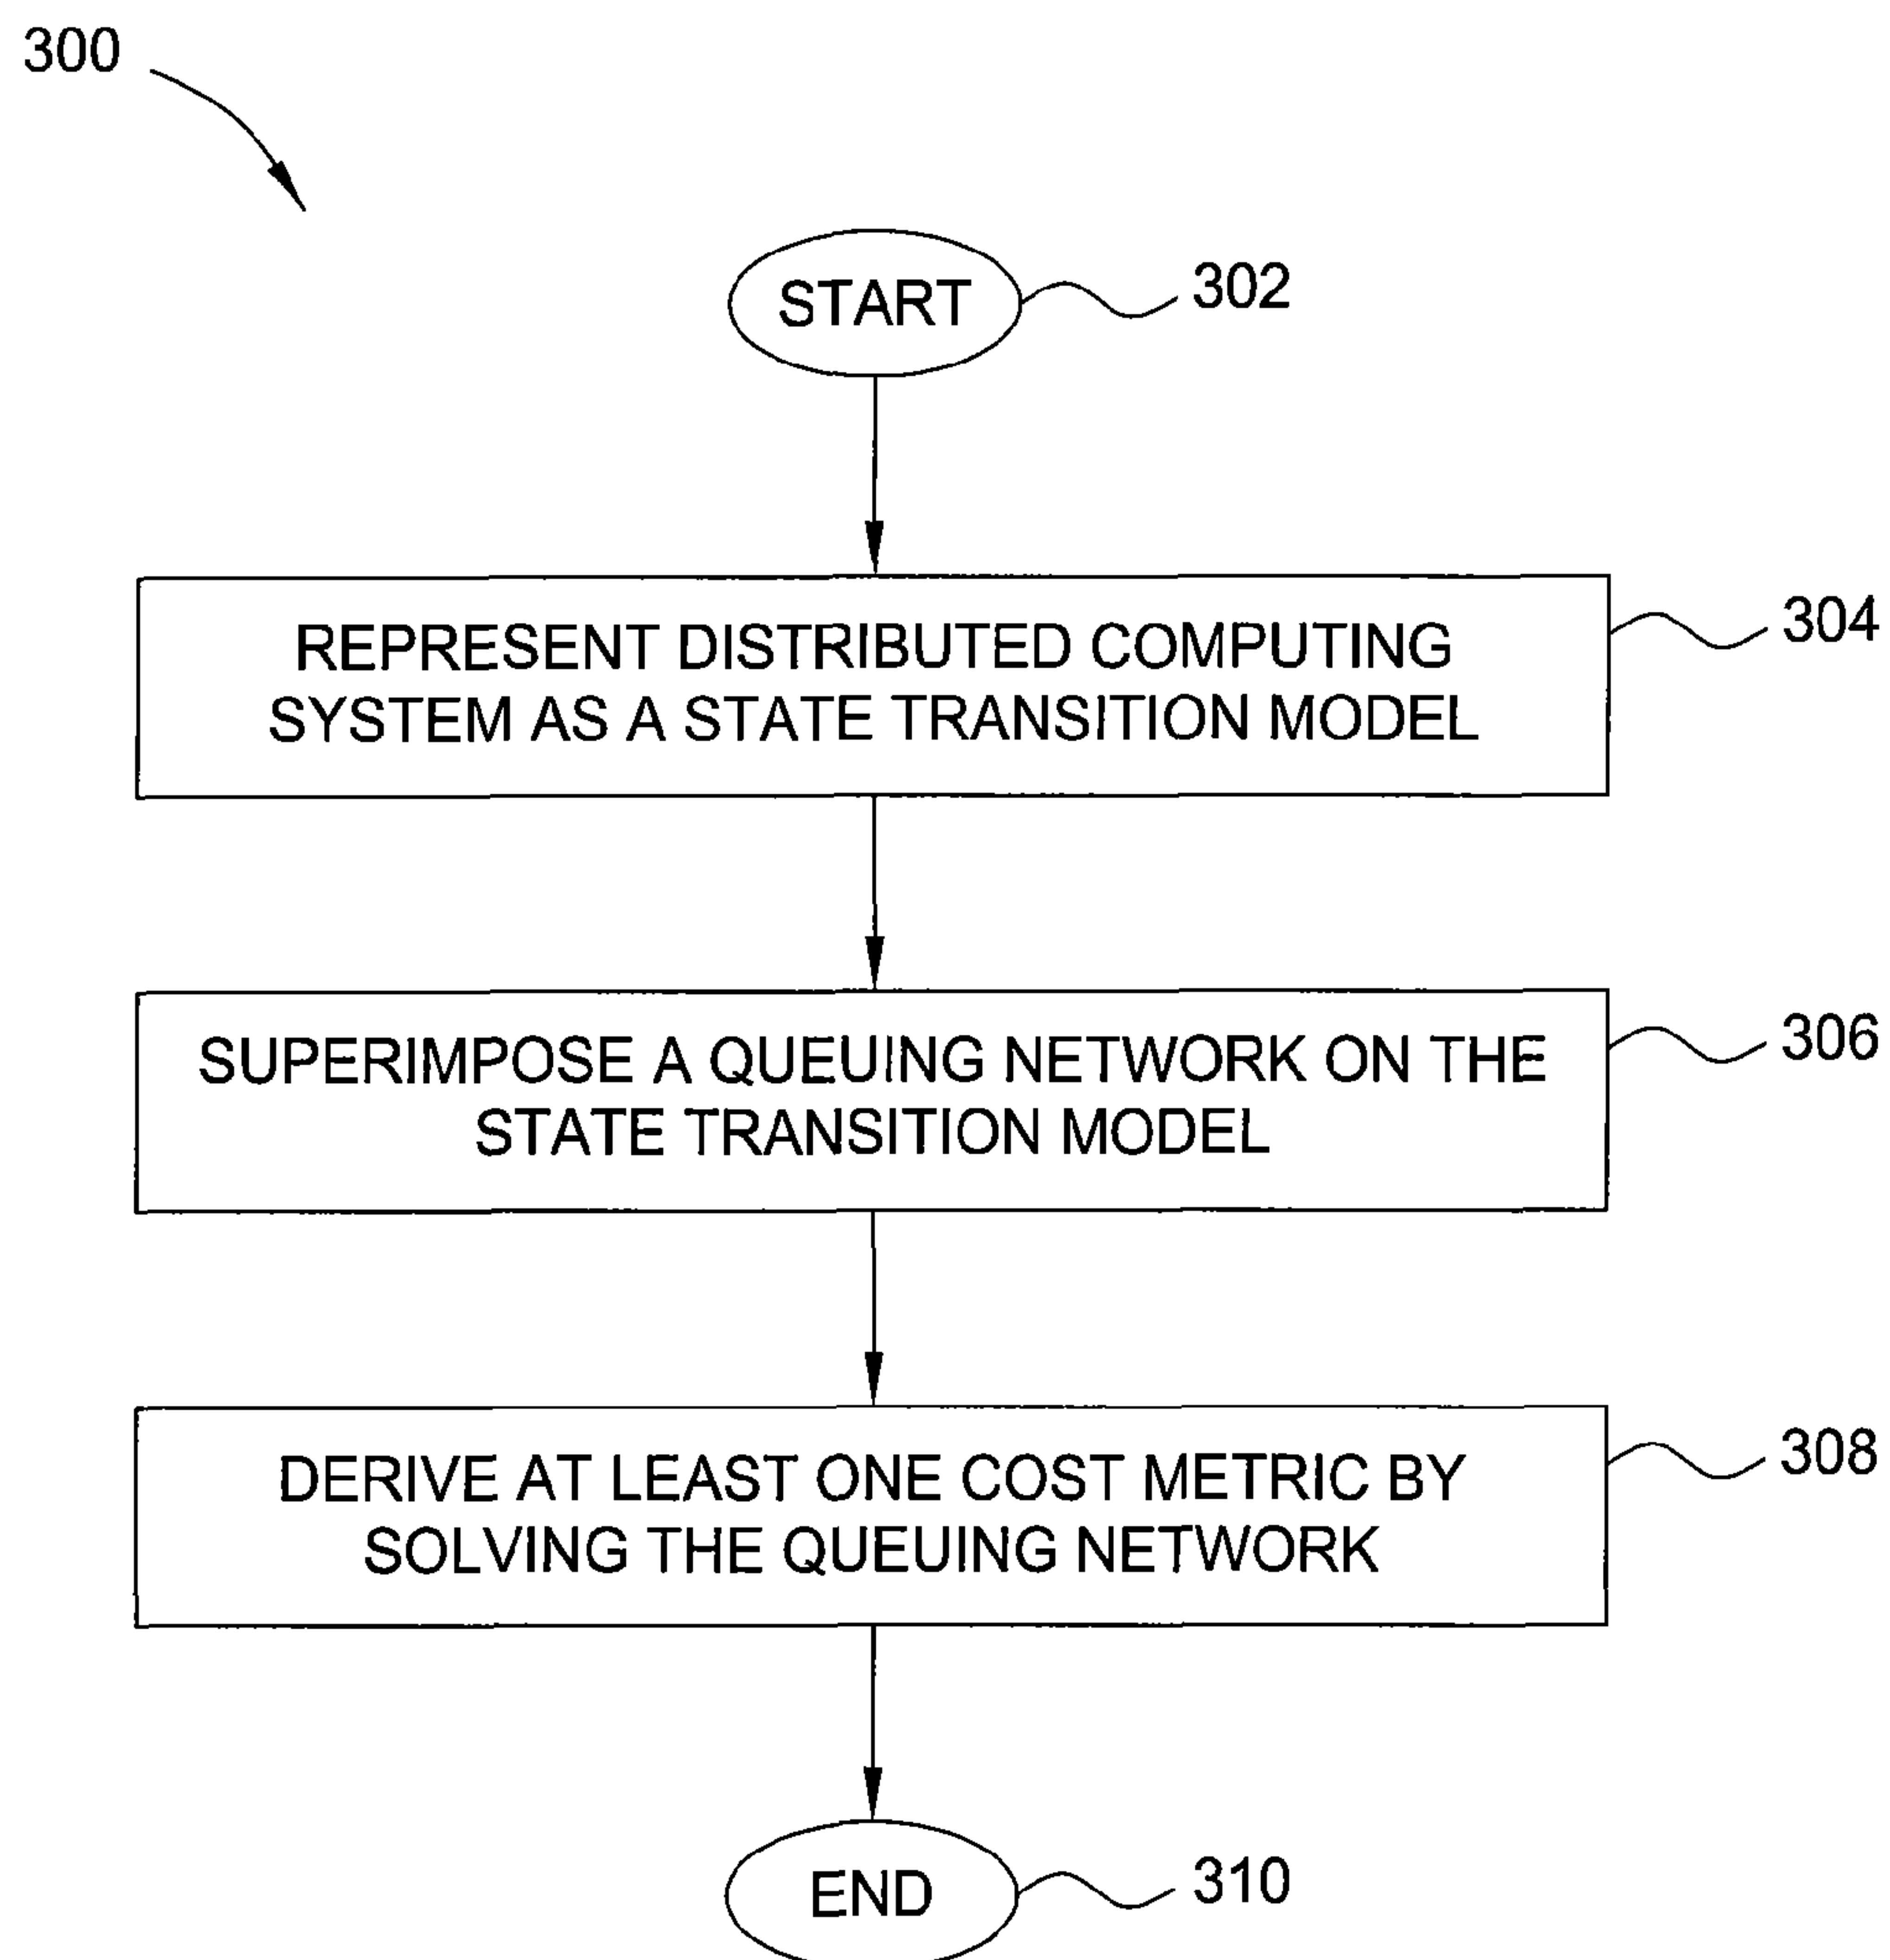 300
START
302
REPRESENT DISTRIBUTED COMPUTING
SYSTEM AS A STATE TRANSITION MODEL
304
SUPERIMPOSE A QUEUING NETWORK ON THE
STATE TRANSITION MODEL
306
DERIVE AT LEAST ONE COST METRIC BY
SOLVING THE QUEUING NETWORK
308
END
310